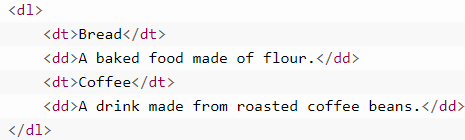 <dl>
    <dt>Bread</dt>
    <dd>A baked food made of flour.</dd>
    <dt>Coffee</dt>
    <dd>A drink made from roasted coffee beans.</dd>
</dl>